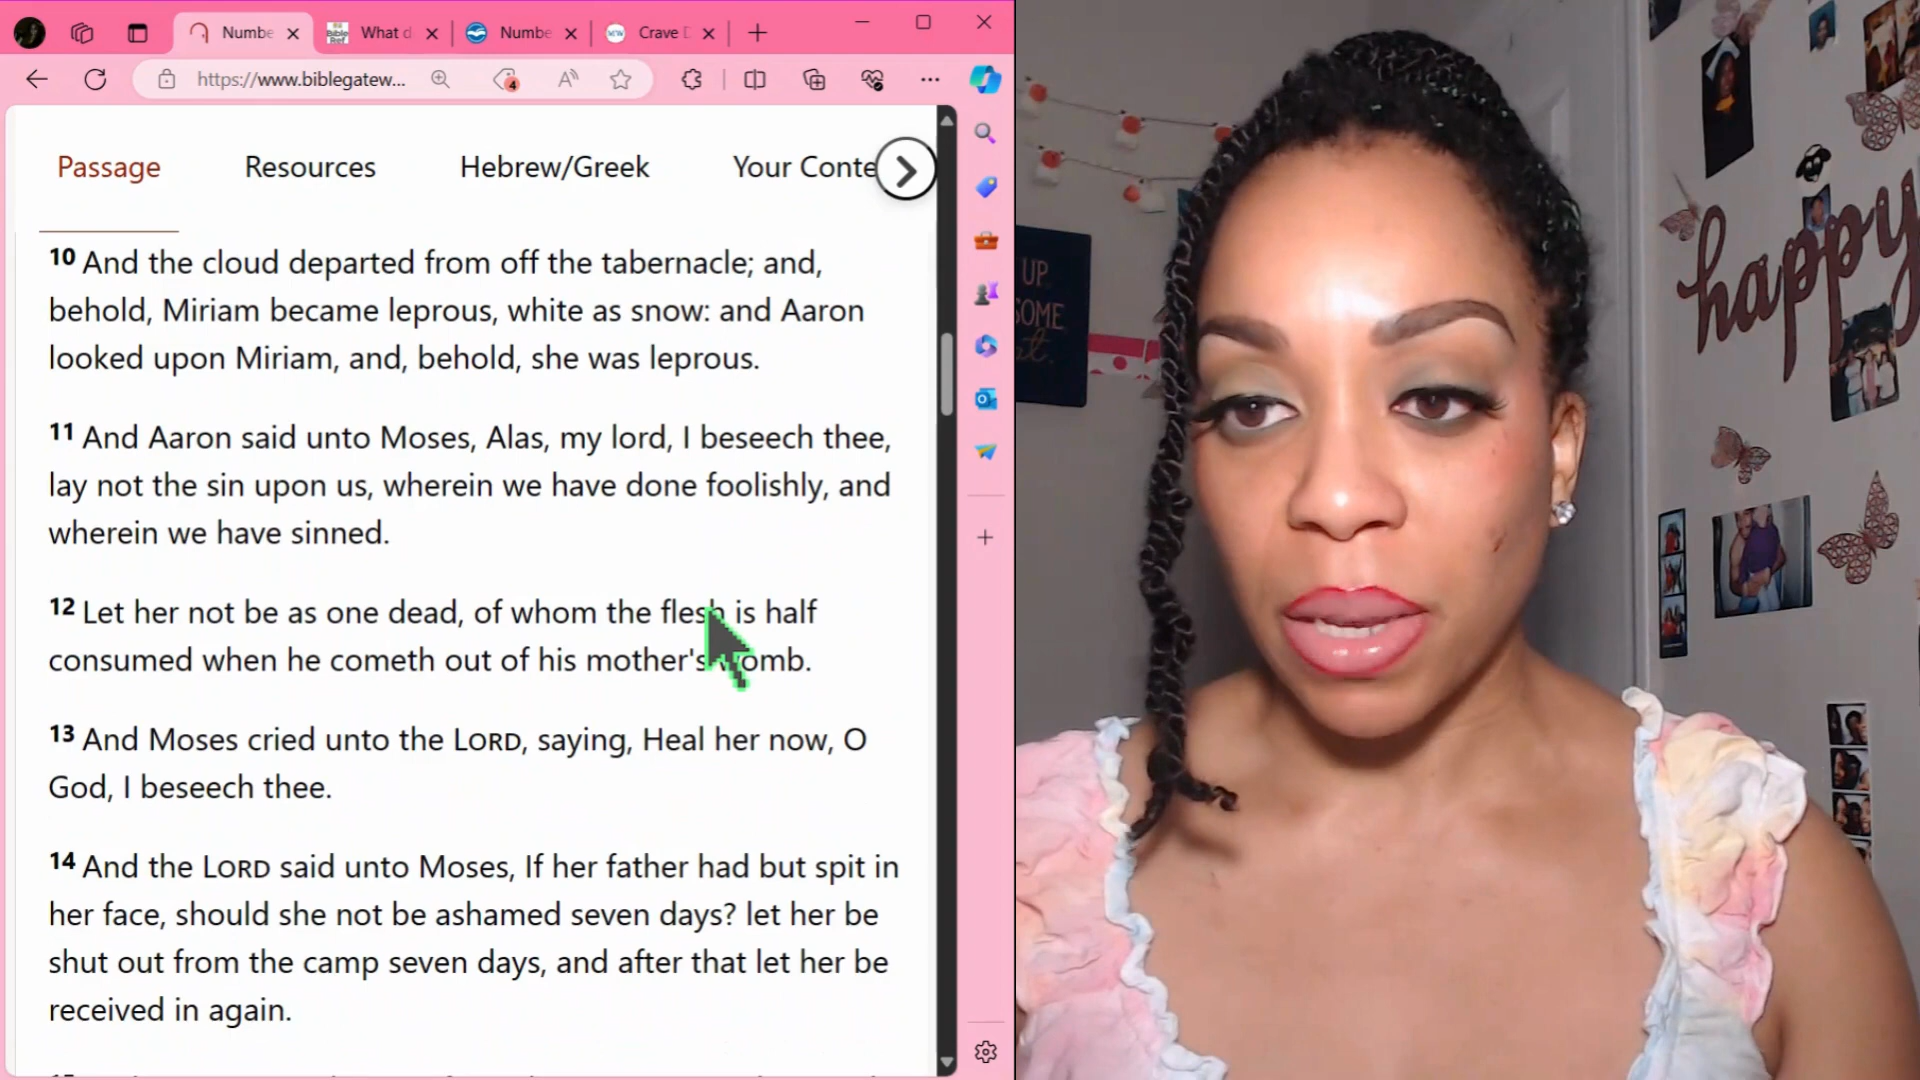 Numbe
What d
Numbe
Crave
https://www.biblegatew...
4
Passage
Resources
Hebrew/Greek
Your Conte
10 And the cloud departed from off the tabernacle; and,
behold, Miriam became leprous, white as snow: and Aaron
looked upon Miriam, and, behold, she was leprous.
11 And Aaron said unto Moses, Alas, my lord, I beseech thee,
lay not the sin upon us, wherein we have done foolishly, and
wherein we have sinned.
12 Let her not be as one dead, of whom the flesh is half
consumed when he cometh out of his mother's womb.
13 And Moses cried unto the LORD, saying, Heal her now, O
God, I beseech thee.
14 And the LORD said unto Moses, If her father had but spit in
her face, should she not be ashamed seven days? let her be
shut out from the camp seven days, and after that let her be
received in again.
UP
SOME
happy